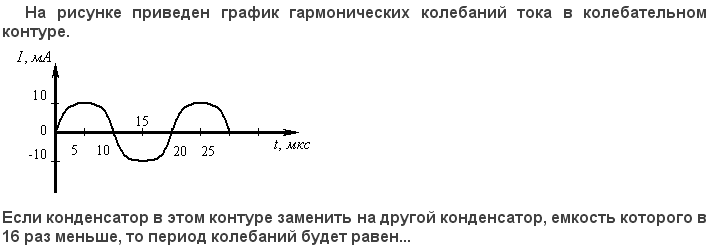 На рисунке приведен график гармонических колебаний тока в колебательном
контуре.
I, мА
10
15
0
5 10 20 25
t, мкс
-10
Если конденсатор в этом контуре заменить на другой конденсатор, емкость которого в
16 раз меньше, то период колебаний будет равен...